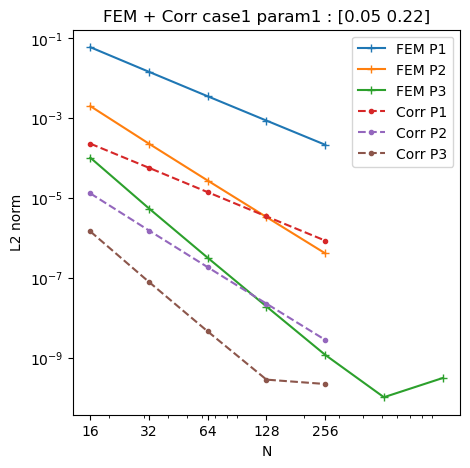 FEM + Corr case1 param1 : [0.05 0.22]
10⁻¹
10⁻³
10⁻⁵
10⁻⁷
10⁻⁹
L2 norm
FEM P1
FEM P2
FEM P3
Corr P1
Corr P2
Corr P3
16 32 64 128 256
N